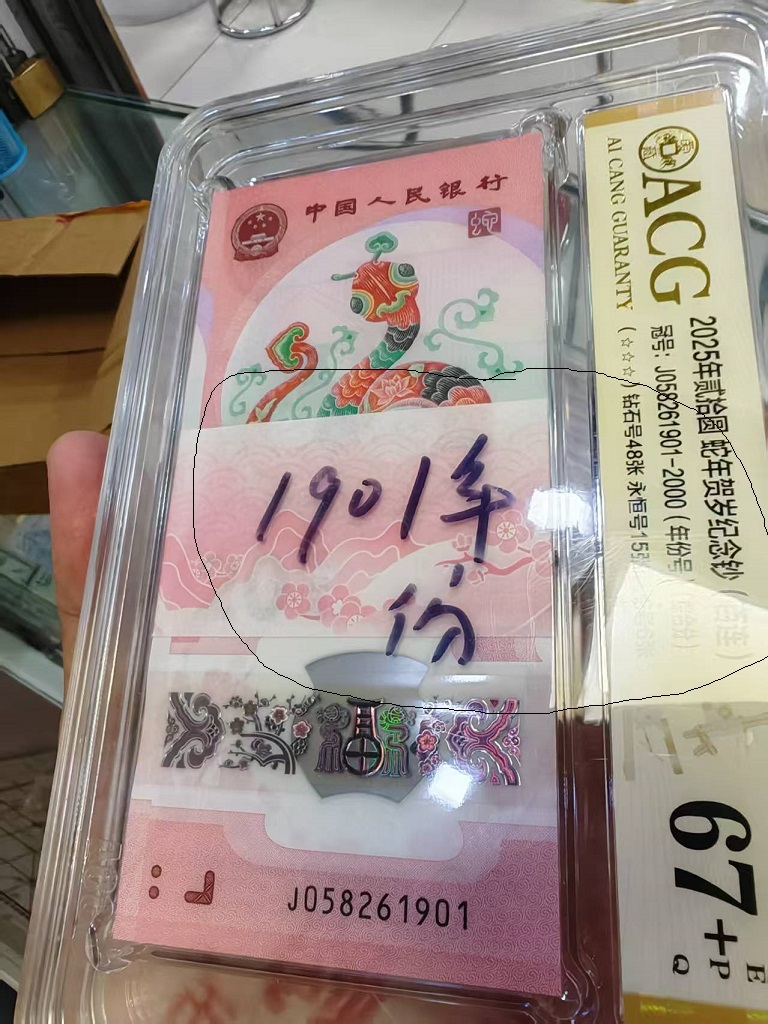 中国人民银行
1901年
份
J058261901
ACG
AI CANG GUARANTY
2025年贰拾圆 蛇年贺岁纪念钞
冠号: J058261901-2000 (年份号
(☆☆☆ 钻石号48张 永恒号15张
67+
E
P
Q